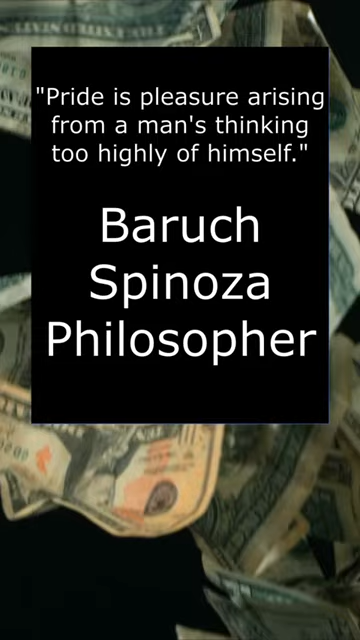 "Pride is pleasure arising
from a man's thinking
too highly of himself."
Baruch
Spinoza
Philosopher